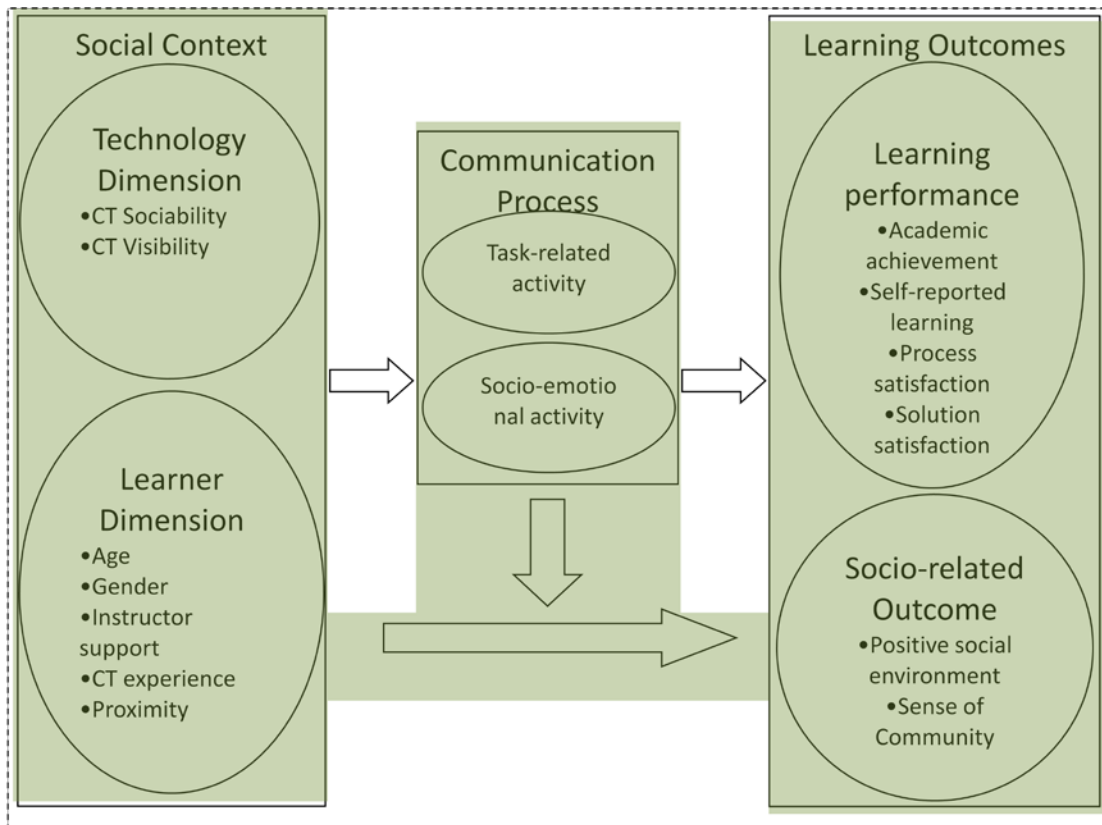 Social Context
Technology
Dimension
•CT Sociability
•CT Visibility
Learner
Dimension
•Age
•Gender
•Instructor
support
•CT experience
•Proximity
Communication
Process
Task-related
activity
Socio-emotio
nal activity
Learning Outcomes
Learning
performance
•Academic
achievement
•Self-reported
learning
•Process
satisfaction
•Solution
satisfaction
Socio-related
Outcome
•Positive social
environment
•Sense of
Community